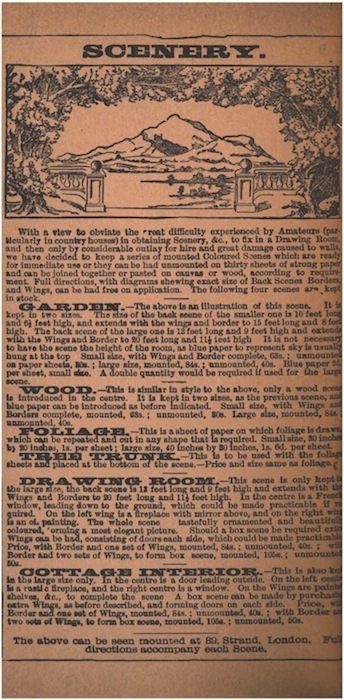 SCENERY.
With a view to obviate the great difficulty experienced by Amateurs (par-
ticularly in country houses) in obtaining Scenery, &c., to fix in a Drawing Room,
and then only by considerable outlay for hire and great damage caused to walls,
we have decided to keep a series of mounted Coloured Scenes which are ready
for immediate use or they can be had unmounted on thirty sheets of strong paper
and can be joined together or pasted on canvas or wood, according to require
ment. Full directions, with diagrams shewing exact size of Back Scenes Borders,
and Wings, can be had free on application. The following four scenes are kept
in stock.
GARDEN.—The above is an illustration of this scene. It is
kept in two sizes. The size of the back scene of the smaller one is 10 feet long
and 6½ feet high, and extends with the wings and border to 15 feet long and 8 feet
high. The back scene of the large one is 13 feet long and 9 feet high and extends
with the Wings and Border to 20 feet long and 11½ feet high It is not necessary
to have the scene the height of the room, as blue paper to represent sky is usually
hung at the top Small size, with Wings and Border complete, 63s. ; unmounted,
on paper sheets, 30s. ; large size, mounted, 84s. ; unmounted, 40s. Blue paper
per sheet, small size. A double quantity would be required if used for the large
scene.
WOOD.—This is similar in style to the above, only a wood scene
is introduced in the centre. It is kept in two sizes, as the previous scene, and
blue paper can be introduced as before indicated. Small size, with Wings and
Borders complete, mounted, 63s. ; unmounted, 30s. Large size, mounted, 84s.
unmounted, 40s.
FOLIAGE.—This is a sheet of paper on which foliage is drawn,
which can be repeated and cut in any shape that is required. Small size, 30 inches
by 20 inches, 1s. per sheet ; large size, 40 inches by 30 inches, 1s. 6d. per sheet.
TREE TRUNK.—This is to be used with the foliage
sheets and placed at the bottom of the scene.—Price and size same as foliage.
DRAWING ROOM.—This scene is only kept in
the large size, the back scene is 13 feet long and 9 feet high and extends with the
Wings and Borders to 20 feet long and 11½ feet high. In the centre is a French
window, leading down to the ground, which could be made practicable if re
quired. On the left wing is a fireplace with mirror above, and on the right wing
is an oil painting. The whole scene tastefully ornamented and beautifully
coloured, forming a most elegant picture. Should a box scene be required extra
Wings can be had, consisting of doors each side, which could be made practicable
Price, with Border and one set of Wings, mounted, 84s. ; unmounted, 40s. ; with
Border and two sets of Wings, to form box scene, mounted, 105s. ; unmounted,
50s.
COTTAGE INTERIOR.—This is also kept
in the large size only. In the centre is a door leading outside. On the left centre
is a rustic fireplace, and the right centre is a window. On the Wings are painted
shelves, &c., to complete the scene A box scene can be made by purchasing
extra Wings, as before described, and forming doors on each side. Price, with
Border and one set of Wings, mounted, 84s. ; unmounted, 40s. ; with Border and
two sets of Wings, to form box scene, mounted, 105s. ; unmounted, 50s.
The above can be seen mounted at 89, Strand, London. Full
directions accompany each Scene.